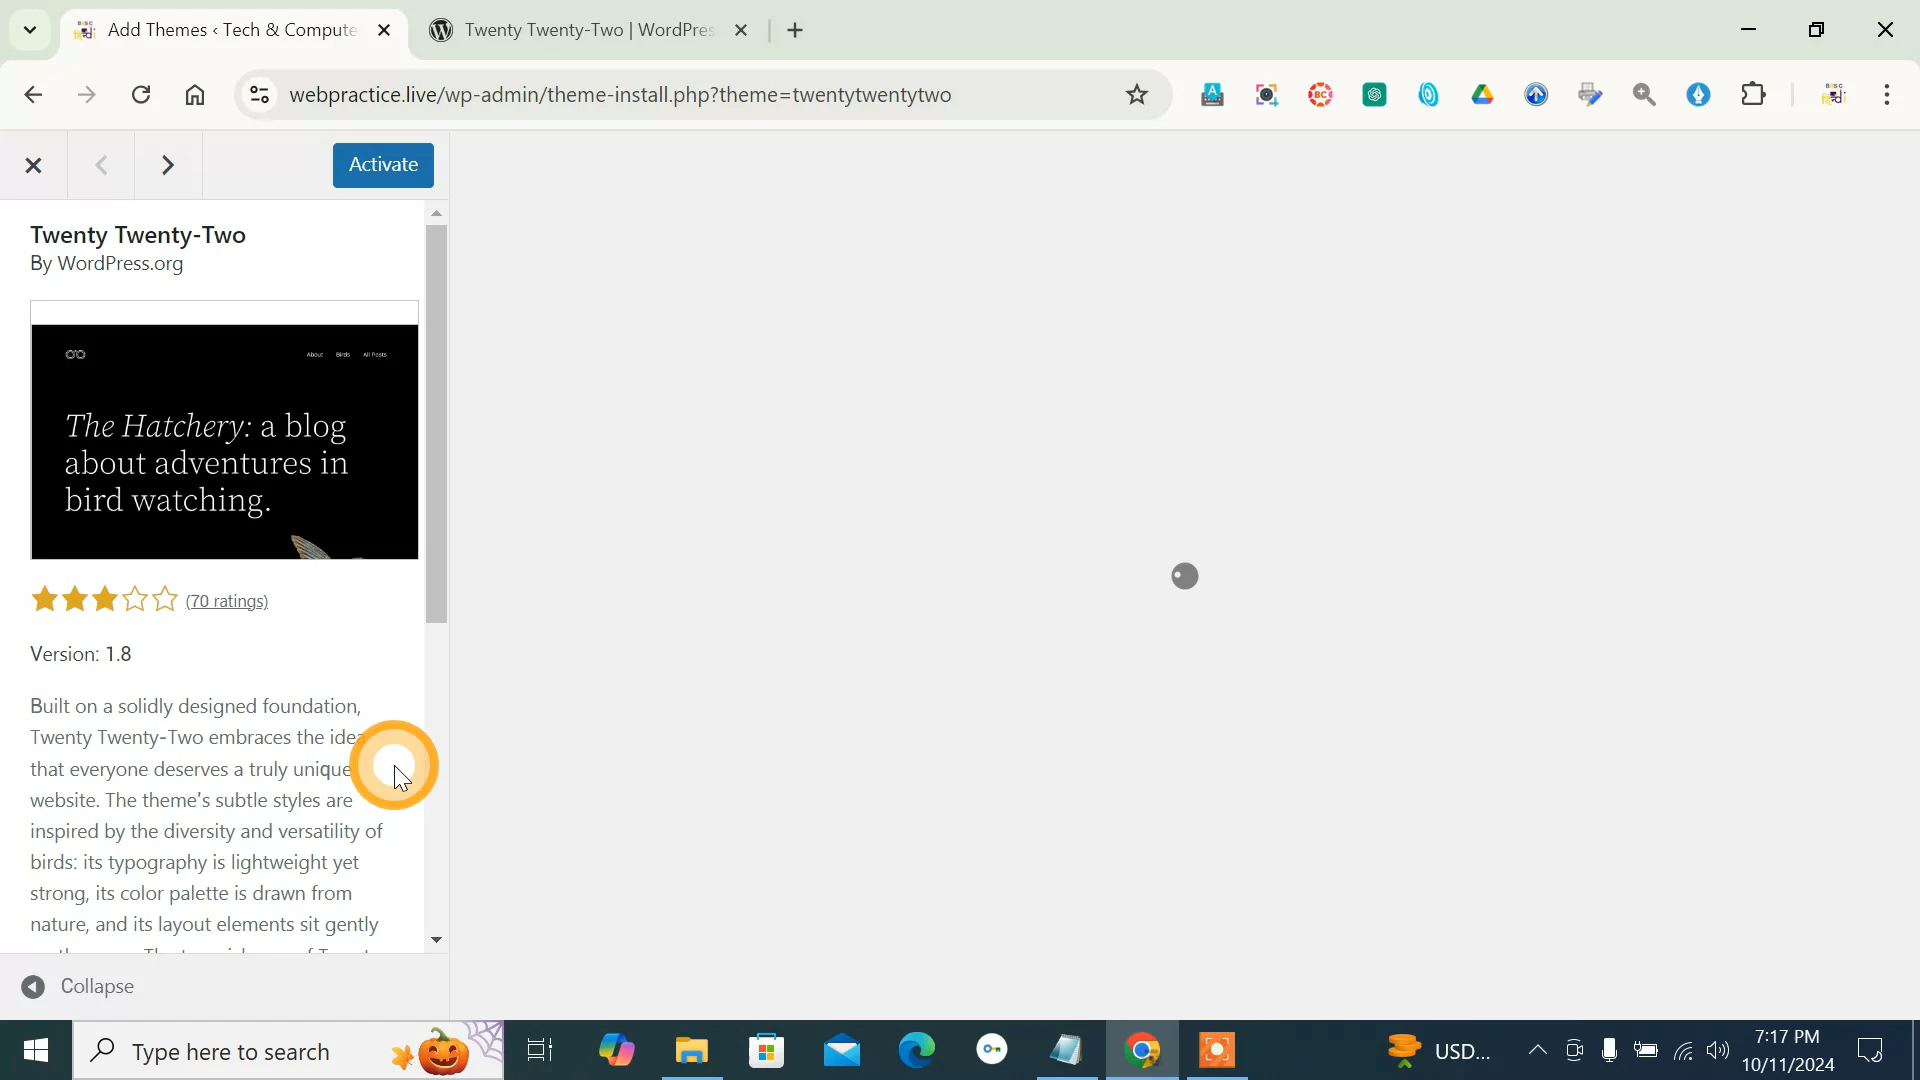 Add Themes ‹ Tech & Compute
Twenty Twenty-Two | WordPres
webpractice.live/wp-admin/theme-install.php?theme=twentytwentytwo
Activate
Twenty Twenty-Two
By WordPress.org
About Birds All Posts
The Hatchery: a blog
about adventures in
bird watching.
(70 ratings)
Version: 1.8
Built on a solidly designed foundation,
Twenty Twenty-Two embraces the idea
that everyone deserves a truly unique
website. The theme's subtle styles are
inspired by the diversity and versatility of
birds: its typography is lightweight yet
strong, its color palette is drawn from
nature, and its layout elements sit gently
Collapse
Type here to search
USD...
7:17 PM
10/11/2024